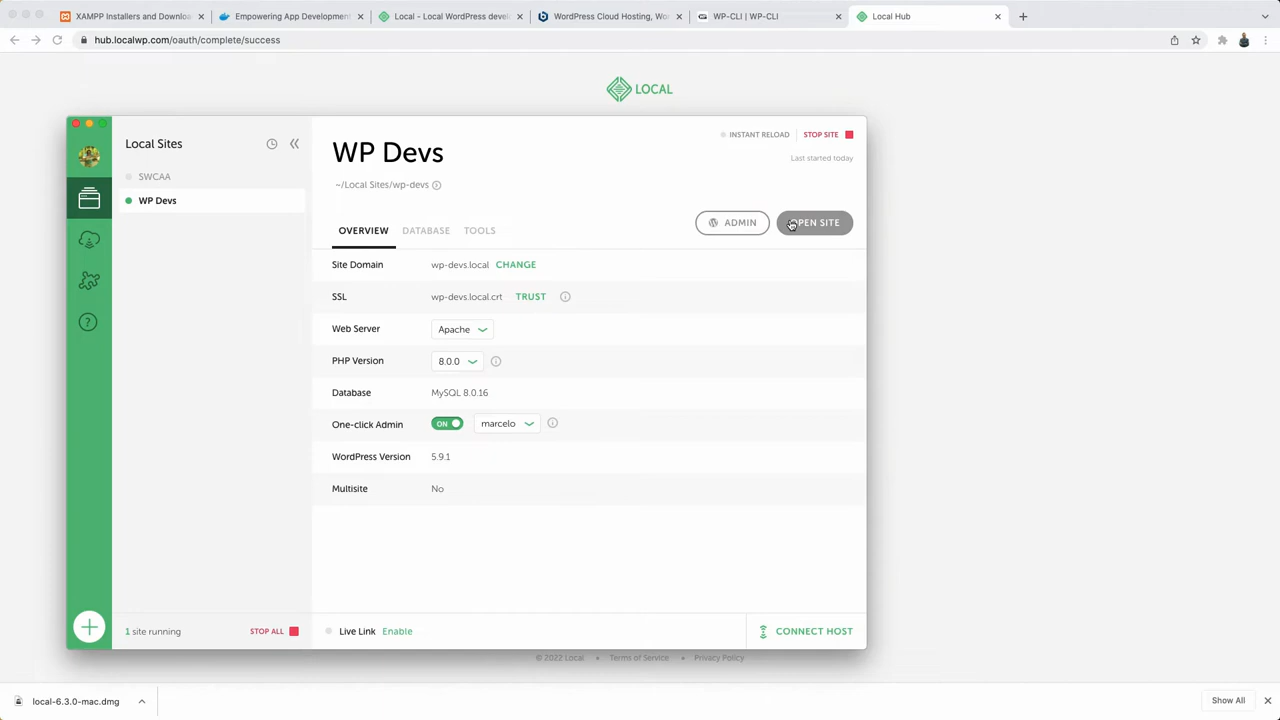 XAMPP Installers and Downloa
Empowering App Developmen
Local - Local WordPress devel
WordPress Cloud Hosting, Wor
WP-CLI | WP-CLI
Local Hub
hub.localwp.com/oauth/complete/success
LOCAL
Local Sites
SWCAA
WP Devs
WP Devs
INSTANT RELOAD
STOP SITE
Last started today
~/Local Sites/wp-devs
ADMIN
OPEN SITE
OVERVIEW
DATABASE
TOOLS
Site Domain
wp-devs.local
CHANGE
SSL
wp-devs.local.crt
TRUST
Web Server
Apache
PHP Version
8.0.0
Database
MySQL 8.0.16
One-click Admin
ON
marcelo
WordPress Version
5.9.1
Multisite
No
1 site running
STOP ALL
Live Link
Enable
CONNECT HOST
© 2022 Local • Terms of Service • Privacy Policy
local-6.3.0-mac.dmg
Show All